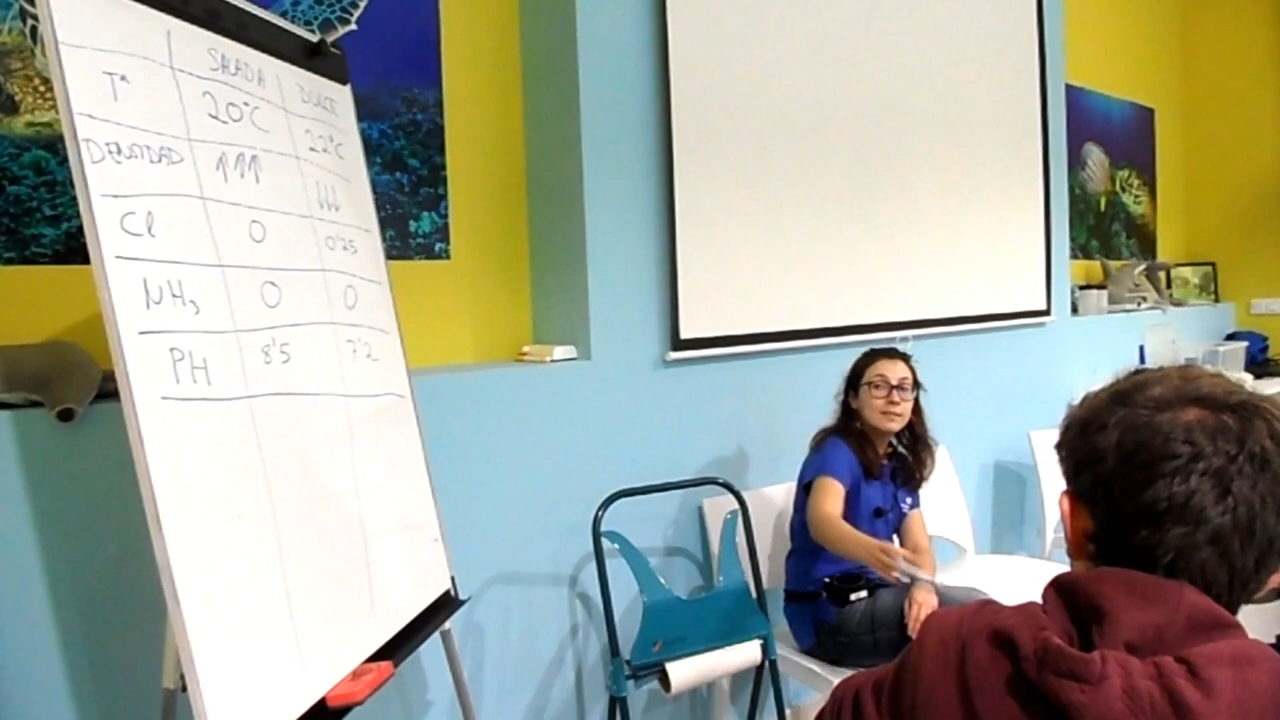 SALADA DULCE
Tª 20°C 22°C
DENSIDAD ↑↑↑ ↓↓↓
Cl 0 0'25
NH₃ 0 0
PH 8'5 7'2